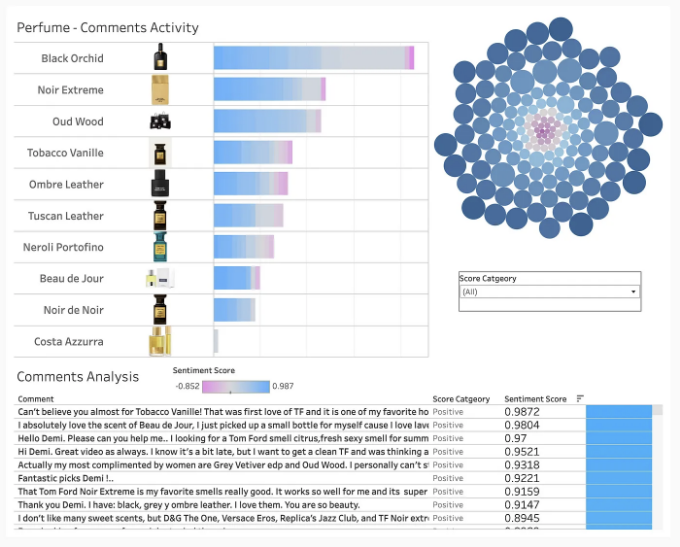 Perfume - Comments Activity
Black Orchid
Noir Extreme
Oud Wood
Tobacco Vanille
Ombre Leather
Tuscan Leather
Neroli Portofino
Beau de Jour
Noir de Noir
Costa Azzurra
Score Catgeory
(All)
Comments Analysis
Sentiment Score
-0.852 0.987
Comment Score Catgeory Sentiment Score
Can't believe you almost for Tobacco Vanille! That was first love of TF and it is one of my favorite ho Positive 0.9872
I absolutely love the scent of Beau de Jour, I just picked up a small bottle for myself cause I love lave Positive 0.9804
Hello Demi. Please can you help me.. I looking for a Tom Ford smell citrus,fresh sexy smell for summ Positive 0.97
Hi Demi. Great video as always. I know it's a bit late, but I want to get a clean TF and was thinking a Positive 0.9521
Actually my most complimented by women are Grey Vetiver edp and Oud Wood. I personally can't st Positive 0.9318
Fantastic picks Demi !.. Positive 0.9221
That Tom Ford Noir Extreme is my favorite smells really good. It works so well for me and its super Positive 0.9159
Thank you Demi. I have: black, grey y ombre leather. I love them. You are so beauty. Positive 0.9147
I don't like many sweet scents, but D&G The One, Versace Eros, Replica's Jazz Club, and TF Noir extr Positive 0.8945